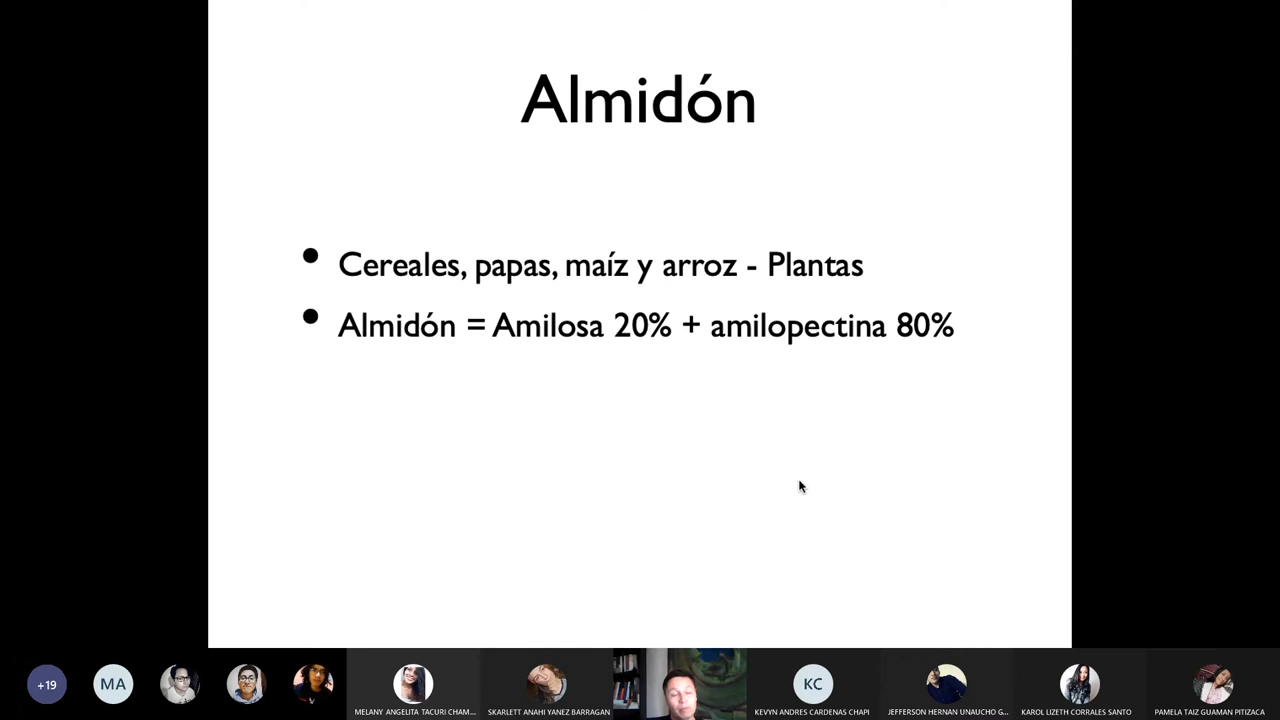 Almidón
• Cereales, papas, maíz y arroz - Plantas
• Almidón = Amilosa 20% + amilopectina 80%
+19
MA
MELANY ANGELITA TACURI CHAM...
SKARLETT ANAHI YANEZ BARRAGAN
KC
KEVYN ANDRES CARDENAS CHAPI
JEFFERSON HERNAN UNAUCHO G...
KAROL LIZETH CORRALES SANTO
PAMELA TAIZ GUAMAN PITIZACA